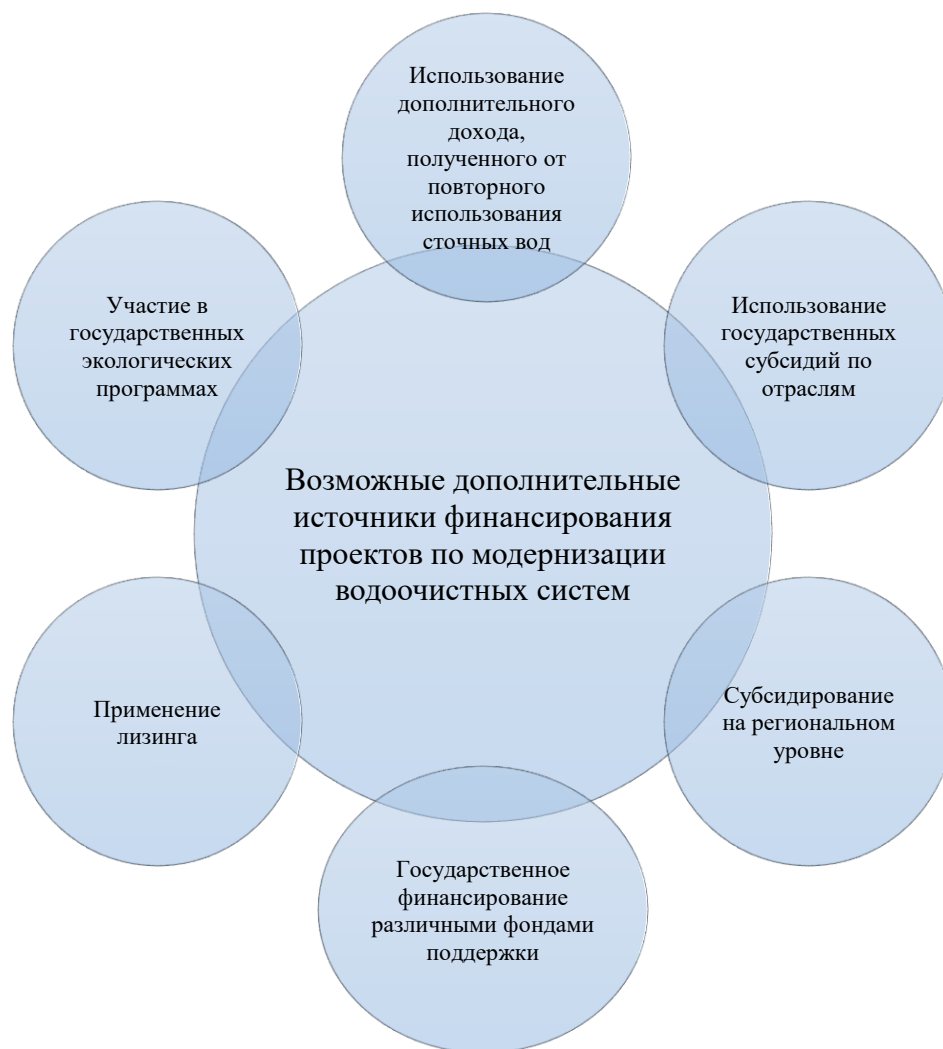 Использование
дополнительного
дохода,
полученного от
повторного
использования
сточных вод
Участие в
государственных
экологических
программах
Использование
государственных
субсидий по
отраслям
Возможные дополнительные
источники финансирования
проектов по модернизации
водоочистных систем
Применение
лизинга
Субсидирование
на региональном
уровне
Государственное
финансирование
различными фондами
поддержки